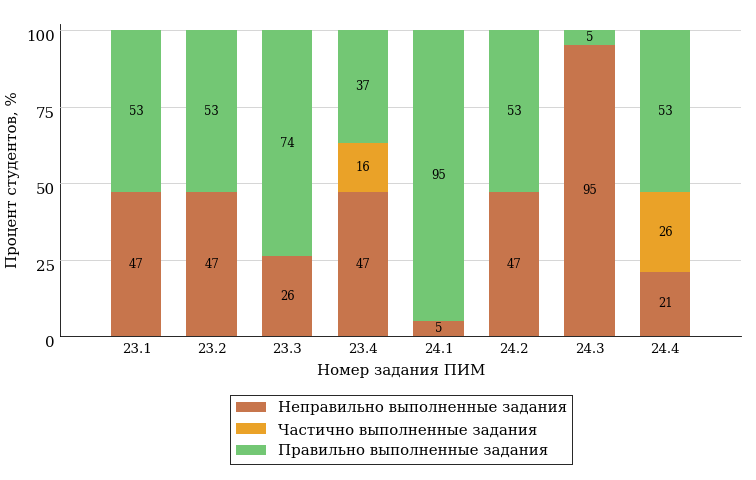 Процент студентов, %
100
75
50
25
0
53 53 74 37 95 53 5 53
16 26
47 47 26 47 5 47 95 21
23.1 23.2 23.3 23.4 24.1 24.2 24.3 24.4
Номер задания ПИМ
Неправильно выполненные задания
Частично выполненные задания
Правильно выполненные задания